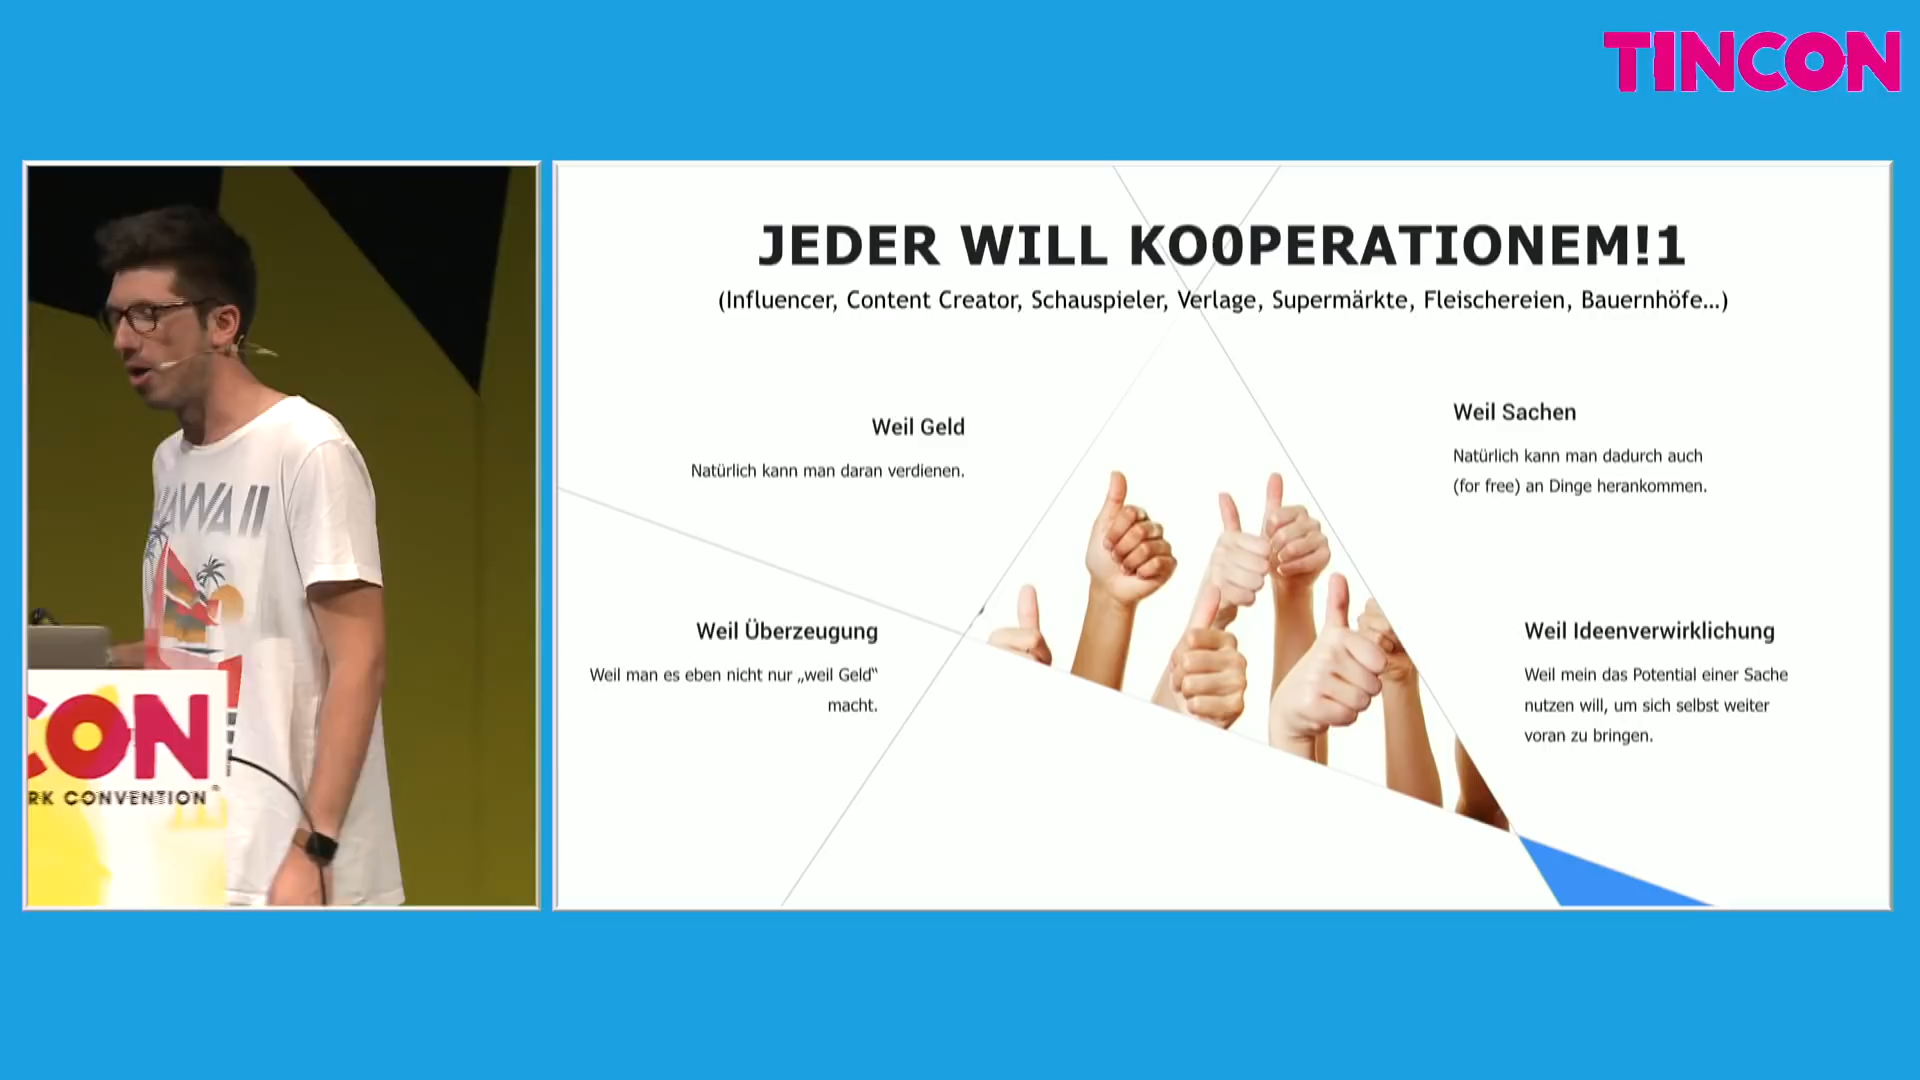 TINCON
JEDER WILL KO0PERATIONEM!1
(Influencer, Content Creator, Schauspieler, Verlage, Supermärkte, Fleischereien, Bauernhöfe...)
Weil Geld
Natürlich kann man daran verdienen.
Weil Sachen
Natürlich kann man dadurch auch
(for free) an Dinge herankommen.
Weil Überzeugung
Weil man es eben nicht nur „weil Geld“
macht.
Weil Ideenverwirklichung
Weil mein das Potential einer Sache
nutzen will, um sich selbst weiter
voran zu bringen.
HAWAII
CON
RK CONVENTION